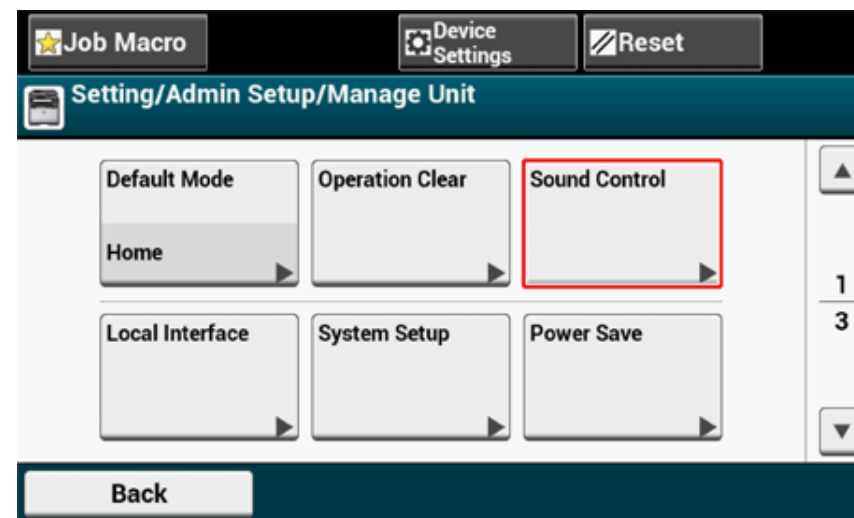 Job Macro
Device
Settings
Reset
Setting/Admin Setup/Manage Unit
Default Mode
Home
Operation Clear
Sound Control
1
3
Local Interface
System Setup
Power Save
Back